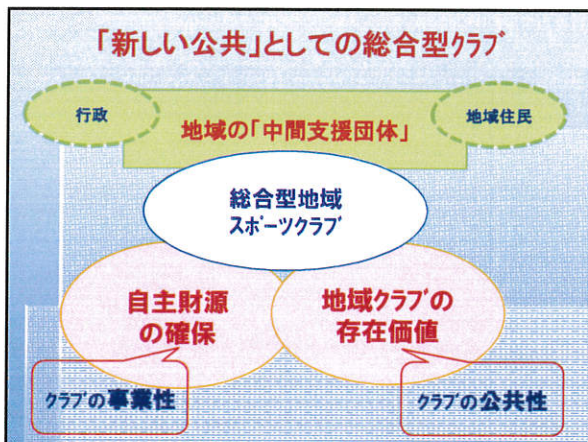 「新しい公共」としての総合型クラブ
行政
地域の「中間支援団体」
地域住民
総合型地域
スポーツクラブ
自主財源
の確保
地域クラブの
存在価値
クラブの事業性
クラブの公共性